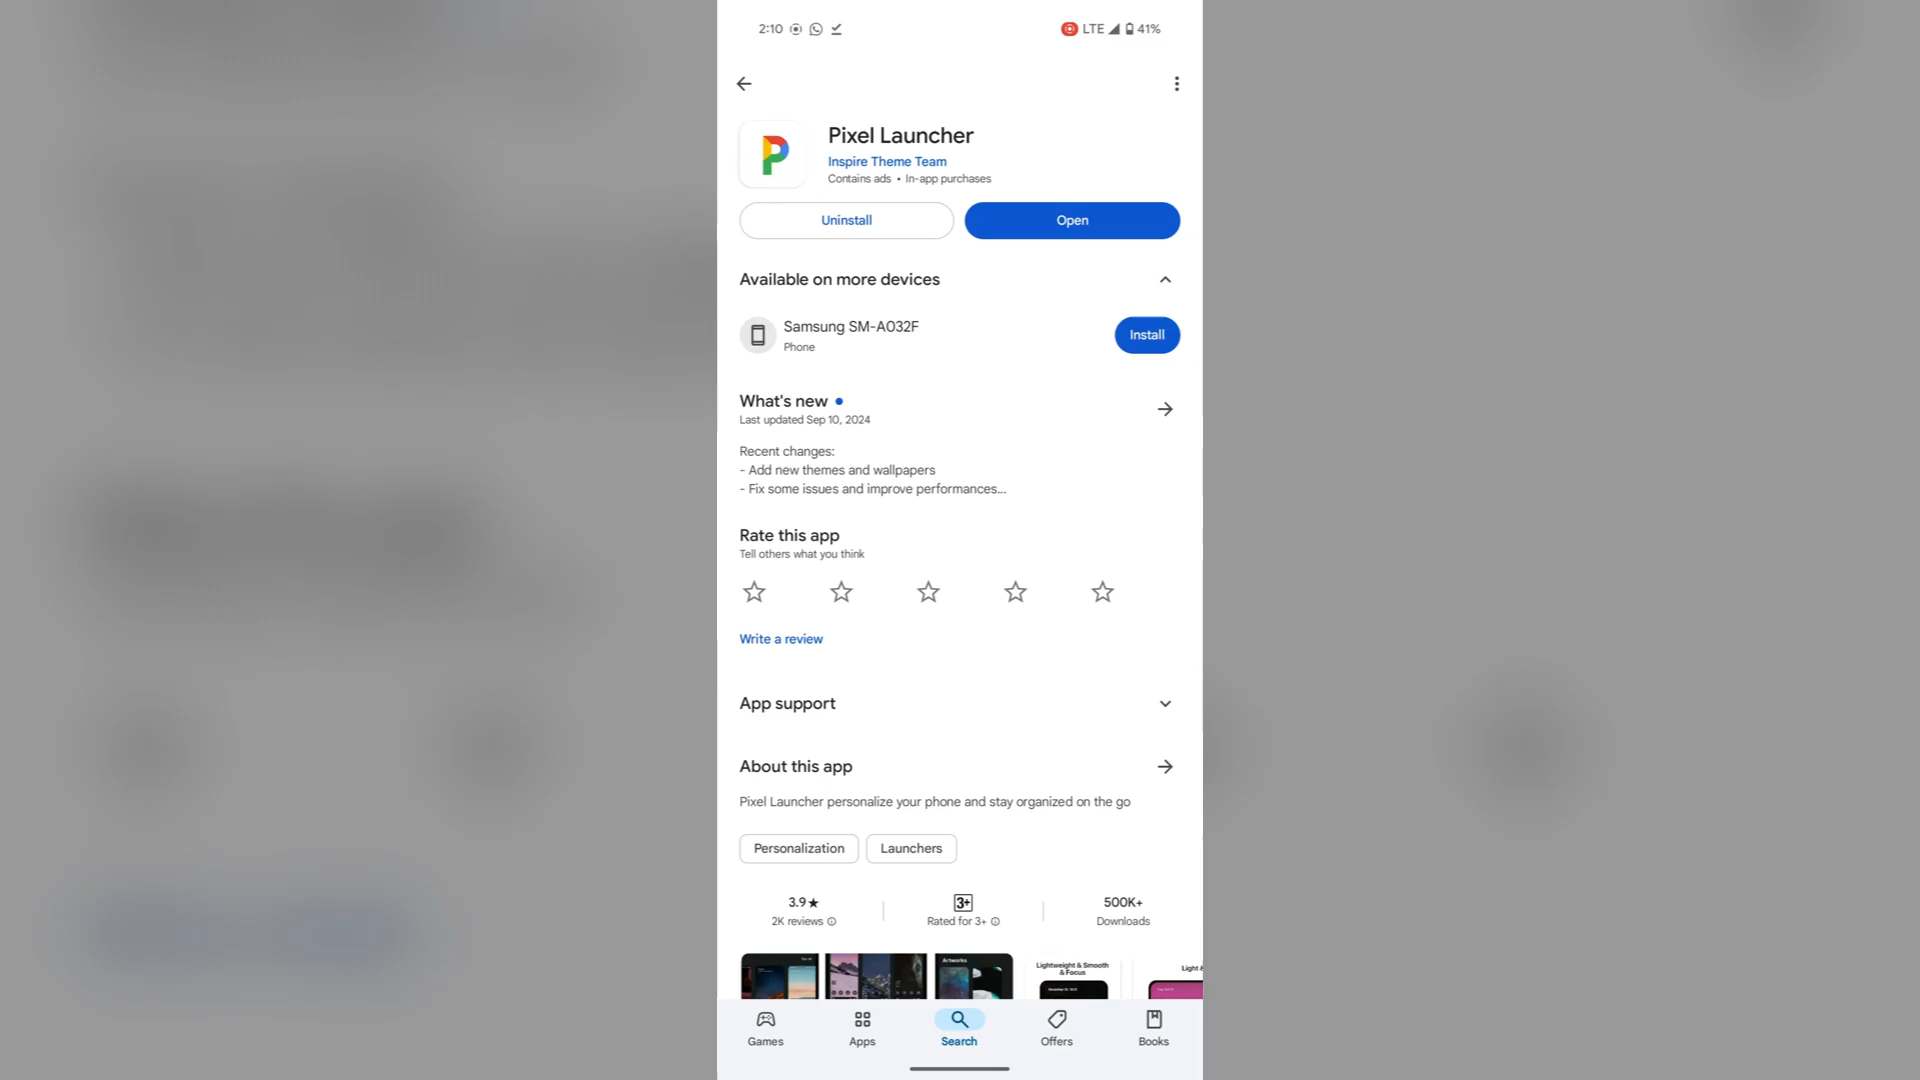 2:10 LTE 41%
Pixel Launcher
Inspire Theme Team
Contains ads • In-app purchases
Uninstall
Open
Available on more devices
Samsung SM-A032F
Phone
Install
What's new
Last updated Sep 10, 2024
Recent changes:
- Add new themes and wallpapers
- Fix some issues and improve performances...
Rate this app
Tell others what you think
Write a review
App support
About this app
Pixel Launcher personalize your phone and stay organized on the go
Personalization
Launchers
3.9★
2K reviews
3+
Rated for 3+
500K+
Downloads
Artworks
Lightweight & Smooth
& Focus
Light &
Games
Apps
Search
Offers
Books